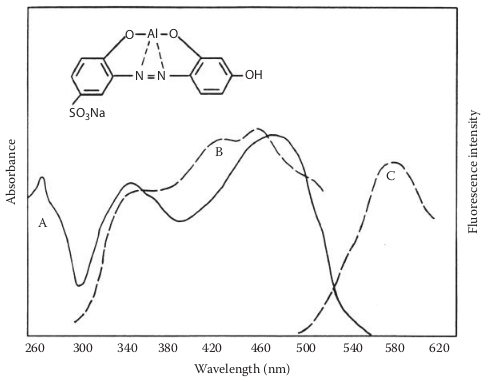 O–Al–O
N=N
OH
SO3Na
B
C
A
Absorbance
Fluorescence intensity
260 300 340 380 420 460 500 540 580 620
Wavelength (nm)